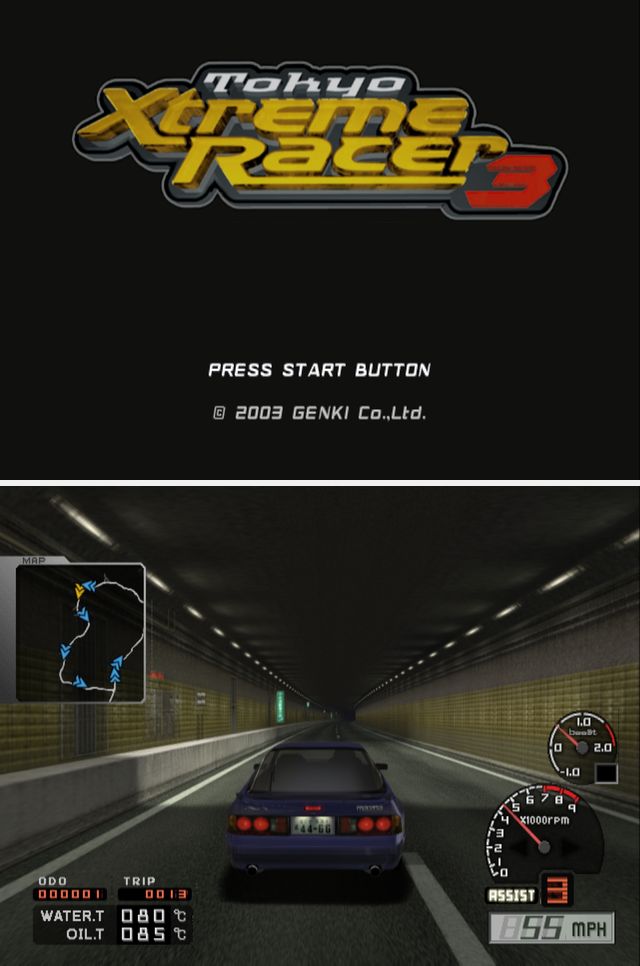 Tokyo
Xtreme
Racer 3
PRESS START BUTTON
© 2003 GENKI Co.,Ltd.
MAP
1.0
boost
0 2.0
-1.0
0 1 2 3 4 5 6 7 8 9
X1000rpm
44-66
ODO TRIP
000001 0013
WATER.T 080 ℃
OIL.T 085 ℃
ASSIST 3
55 MPH